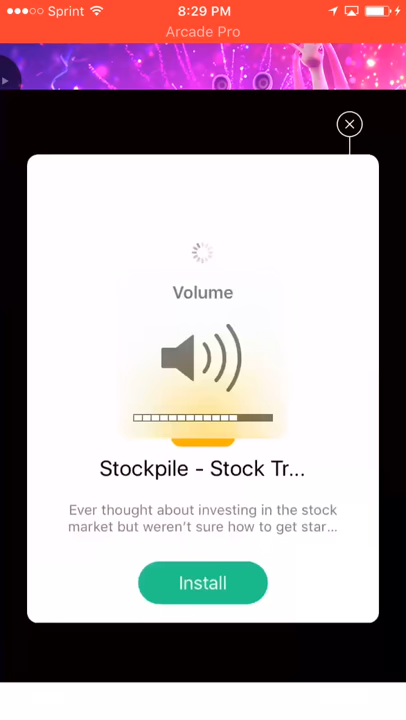 Sprint 8:29 PM
Arcade Pro
Volume
Stockpile - Stock Tr...
Ever thought about investing in the stock
market but weren't sure how to get star...
Install